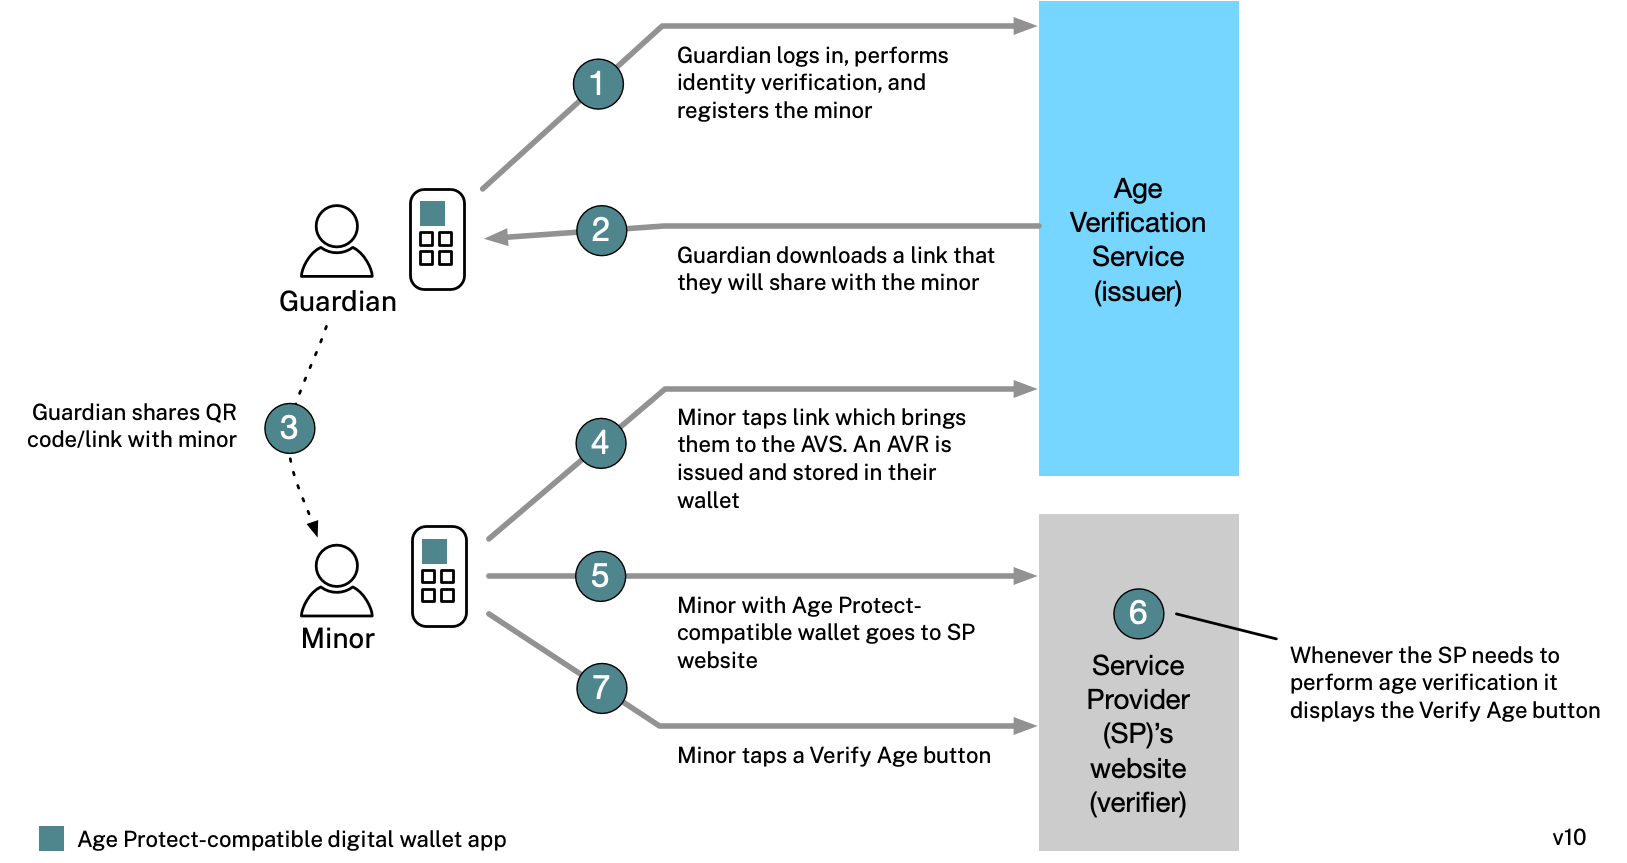 1
Guardian logs in, performs
identity verification, and
registers the minor
Age
Verification
Service
(issuer)
2
Guardian downloads a link that
they will share with the minor
Guardian
Guardian shares QR
code/link with minor
3
4
Minor taps link which brings
them to the AVS. An AVR is
issued and stored in their
wallet
Minor
5
Minor with Age Protect-
compatible wallet goes to SP
website
6
Service
Provider
(SP)'s
website
(verifier)
Whenever the SP needs to
perform age verification it
displays the Verify Age button
7
Minor taps a Verify Age button
Age Protect-compatible digital wallet app
v10